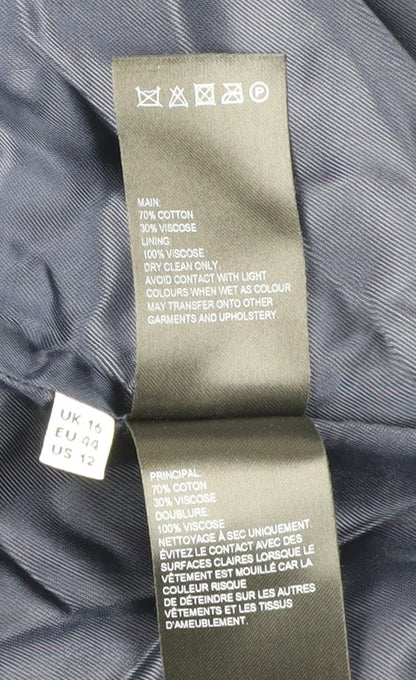 P
MAIN:
70% COTTON
30% VISCOSE
LINING:
100% VISCOSE
DRY CLEAN ONLY.
AVOID CONTACT WITH LIGHT
COLOURS WHEN WET AS COLOUR
MAY TRANSFER ONTO OTHER
GARMENTS AND UPHOLSTERY.
UK 16
EU 44
US 12
PRINCIPAL:
70% COTON
30% VISCOSE
DOUBLURE:
100% VISCOSE
NETTOYAGE À SEC UNIQUEMENT.
ÉVITEZ LE CONTACT AVEC DES
SURFACES CLAIRES LORSQUE LE
VÊTEMENT EST MOUILLÉ CAR LA
COULEUR RISQUE
DE DÉTEINDRE SUR LES AUTRES
VÊTEMENTS ET LES TISSUS
D'AMEUBLEMENT.